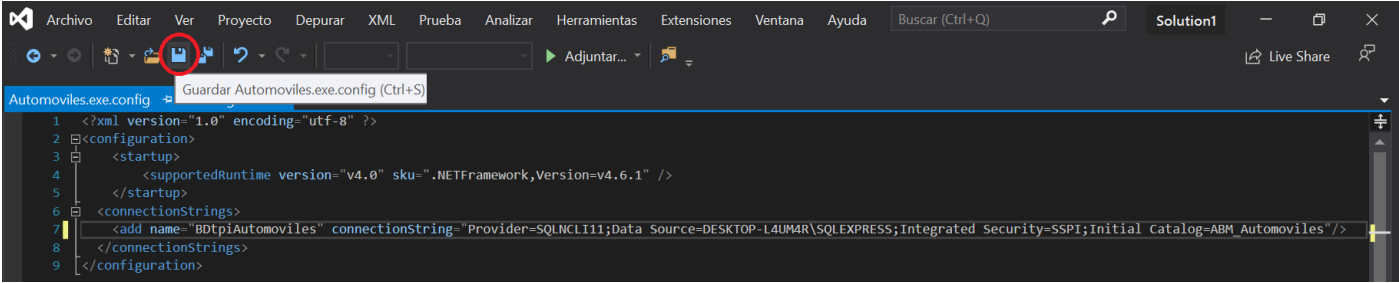 Archivo Editar Ver Proyecto Depurar XML Prueba Analizar Herramientas Extensiones Ventana Ayuda Buscar (Ctrl+Q) Solution1
Adjuntar... Live Share
Guardar Automoviles.exe.config (Ctrl+S)
Automoviles.exe.config
1 <?xml version="1.0" encoding="utf-8" ?>
2 <configuration>
3 <startup>
4 <supportedRuntime version="v4.0" sku=".NETFramework,Version=v4.6.1" />
5 </startup>
6 <connectionStrings>
7 <add name="BDtpiAutomoviles" connectionString="Provider=SQLNCLI11;Data Source=DESKTOP-L4UM4R\SQLEXPRESS;Integrated Security=SSPI;Initial Catalog=ABM_Automoviles"/>
8 </connectionStrings>
9 </configuration>